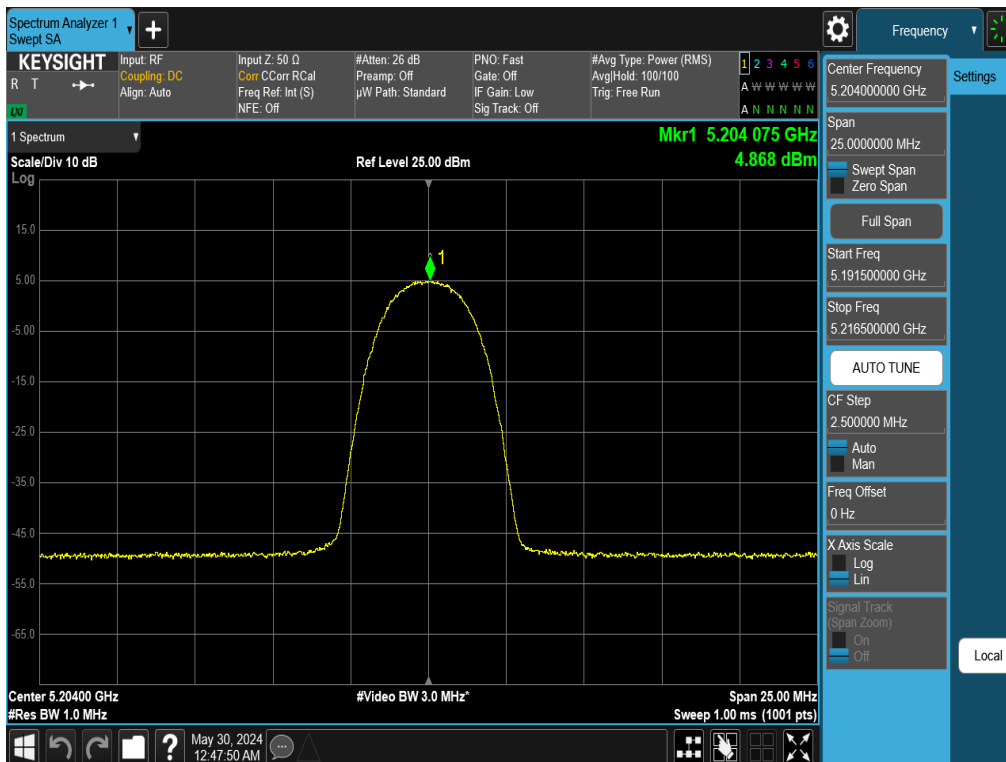 Spectrum Analyzer 1
Swept SA
Frequency
KEYSIGHT
R T
LXI
Input: RF
Coupling: DC
Align: Auto
Input Z: 50 Ω
Corr CCorr RCal
Freq Ref: Int (S)
NFE: Off
#Atten: 26 dB
Preamp: Off
µW Path: Standard
PNO: Fast
Gate: Off
IF Gain: Low
Sig Track: Off
#Avg Type: Power (RMS)
Avg|Hold: 100/100
Trig: Free Run
1 2 3 4 5 6
A W W W W W
A N N N N N
1 Spectrum
Scale/Div 10 dB
Log
Ref Level 25.00 dBm
Mkr1 5.204 075 GHz
4.868 dBm
15.0
5.00
-5.00
-15.0
-25.0
-35.0
-45.0
-55.0
-65.0
1
Center 5.20400 GHz
#Res BW 1.0 MHz
#Video BW 3.0 MHz*
Span 25.00 MHz
Sweep 1.00 ms (1001 pts)
Center Frequency
5.204000000 GHz
Settings
Span
25.0000000 MHz
Swept Span
Zero Span
Full Span
Start Freq
5.191500000 GHz
Stop Freq
5.216500000 GHz
AUTO TUNE
CF Step
2.500000 MHz
Auto
Man
Freq Offset
0 Hz
X Axis Scale
Log
Lin
Signal Track
(Span Zoom)
On
Off
Local
?
May 30, 2024
12:47:50 AM